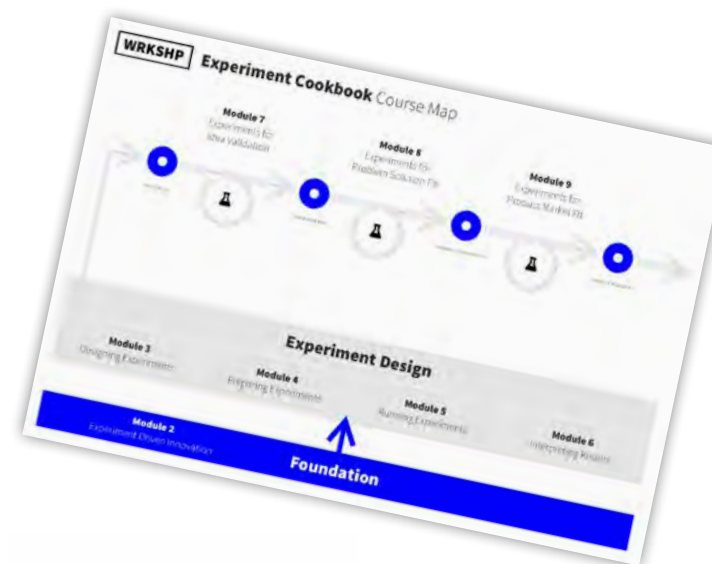 WRKSHP
Experiment Cookbook Course Map
Module 7
Experiments for
Idea Validation
Module 8
Experiments for
Problem Solution Fit
Module 9
Experiments for
Product Market Fit
Experiment Design
Module 3
Designing Experiments
Module 4
Preparing Experiments
Module 5
Running Experiments
Module 6
Interpreting Results
Module 2
Experiment Driven Innovation
Foundation